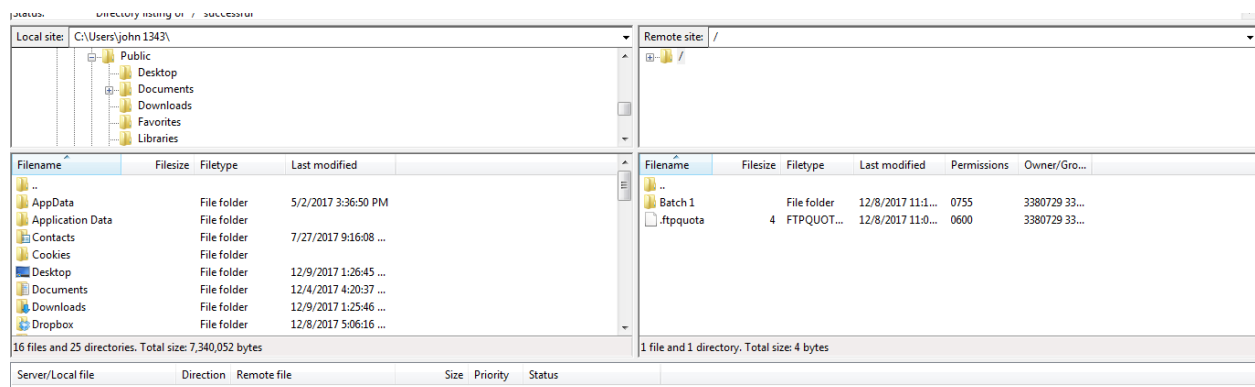 Status: Directory listing of "/" successful
Local site: C:\Users\john 1343\ Remote site: /
Public /
Desktop
Documents
Downloads
Favorites
Libraries
Filename Filesize Filetype Last modified Filename Filesize Filetype Last modified Permissions Owner/Gro...
.. ..
AppData File folder 5/2/2017 3:36:50 PM Batch 1 File folder 12/8/2017 11:1... 0755 3380729 33...
Application Data File folder .ftpquota 4 FTPQUOT... 12/8/2017 11:0... 0600 3380729 33...
Contacts File folder 7/27/2017 9:16:08 ...
Cookies File folder
Desktop File folder 12/9/2017 1:26:45 ...
Documents File folder 12/4/2017 4:20:37 ...
Downloads File folder 12/9/2017 1:25:46 ...
Dropbox File folder 12/8/2017 5:06:16 ...
16 files and 25 directories. Total size: 7,340,052 bytes 1 file and 1 directory. Total size: 4 bytes
Server/Local file Direction Remote file Size Priority Status